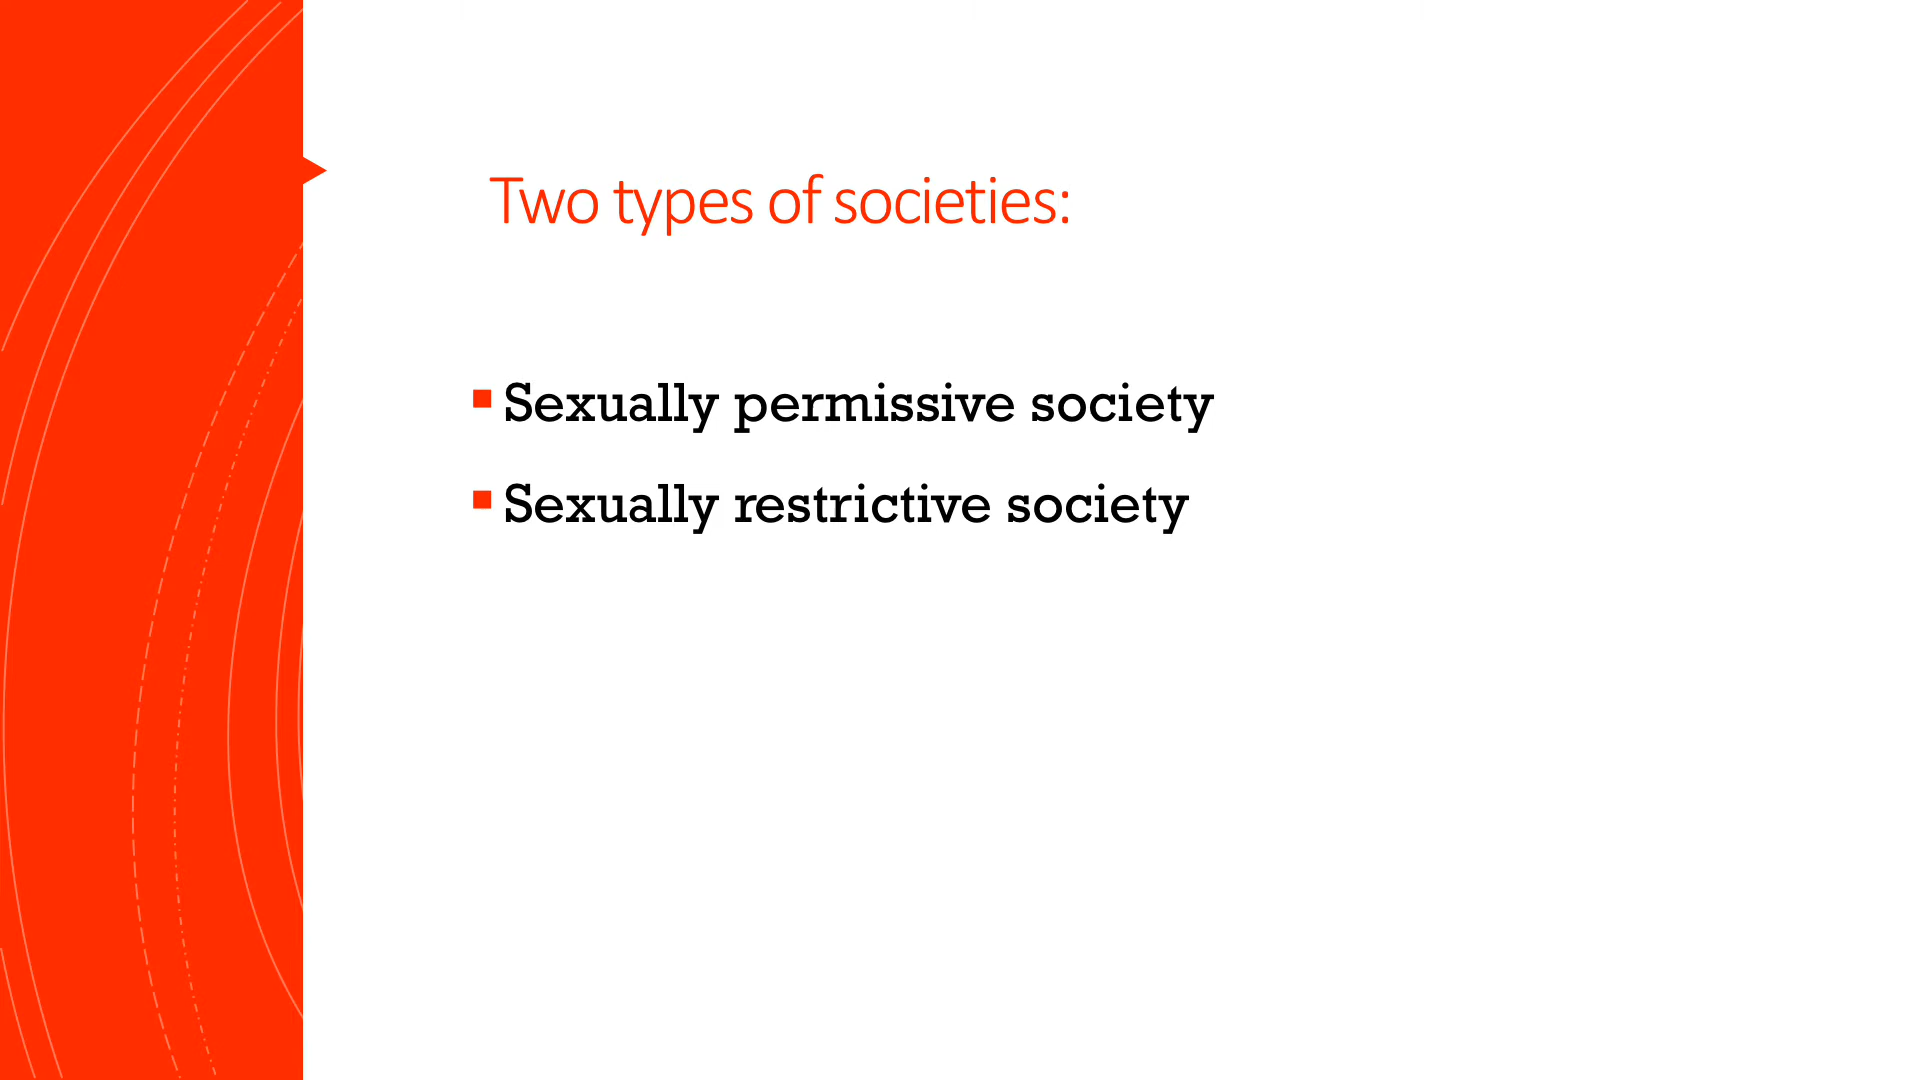 Two types of societies:
Sexually permissive society
Sexually restrictive society